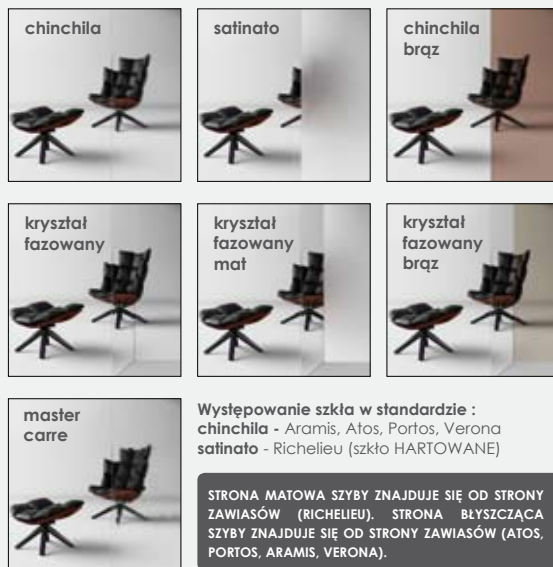 chinchila
satinato
chinchila
brąz
kryształ
fazowany
kryształ
fazowany
mat
kryształ
fazowany
brąz
master
carre
Występowanie szkła w standardzie :
chinchila - Aramis, Atos, Portos, Verona
satinato - Richelieu (szkło HARTOWANE)
STRONA MATOWA SZYBY ZNAJDUJE SIĘ OD STRONY
ZAWIASÓW (RICHELIEU). STRONA BŁYSZCZĄCA
SZYBY ZNAJDUJE SIĘ OD STRONY ZAWIASÓW (ATOS,
PORTOS, ARAMIS, VERONA).